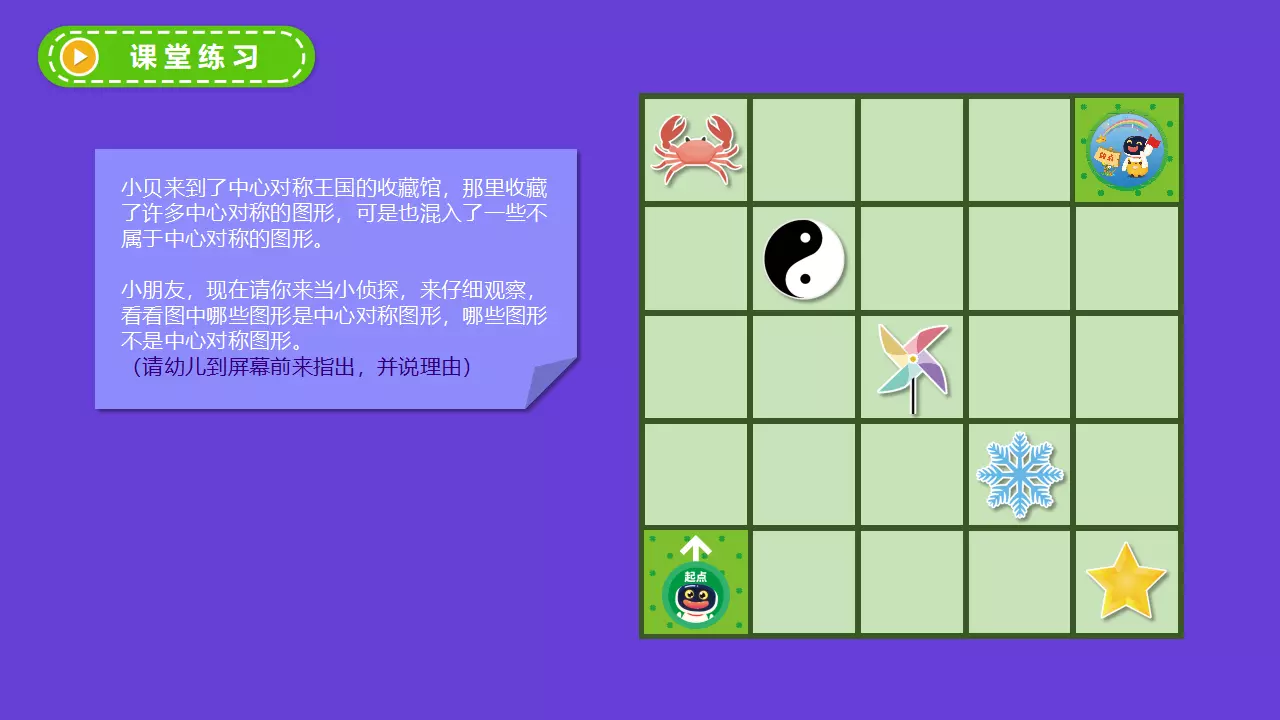 课堂练习
小贝来到了中心对称王国的收藏馆，那里收藏
了许多中心对称的图形，可是也混入了一些不
属于中心对称的图形。
小朋友，现在请你来当小侦探，来仔细观察，
看看图中哪些图形是中心对称图形，哪些图形
不是中心对称图形。
（请幼儿到屏幕前来指出，并说理由）
起点